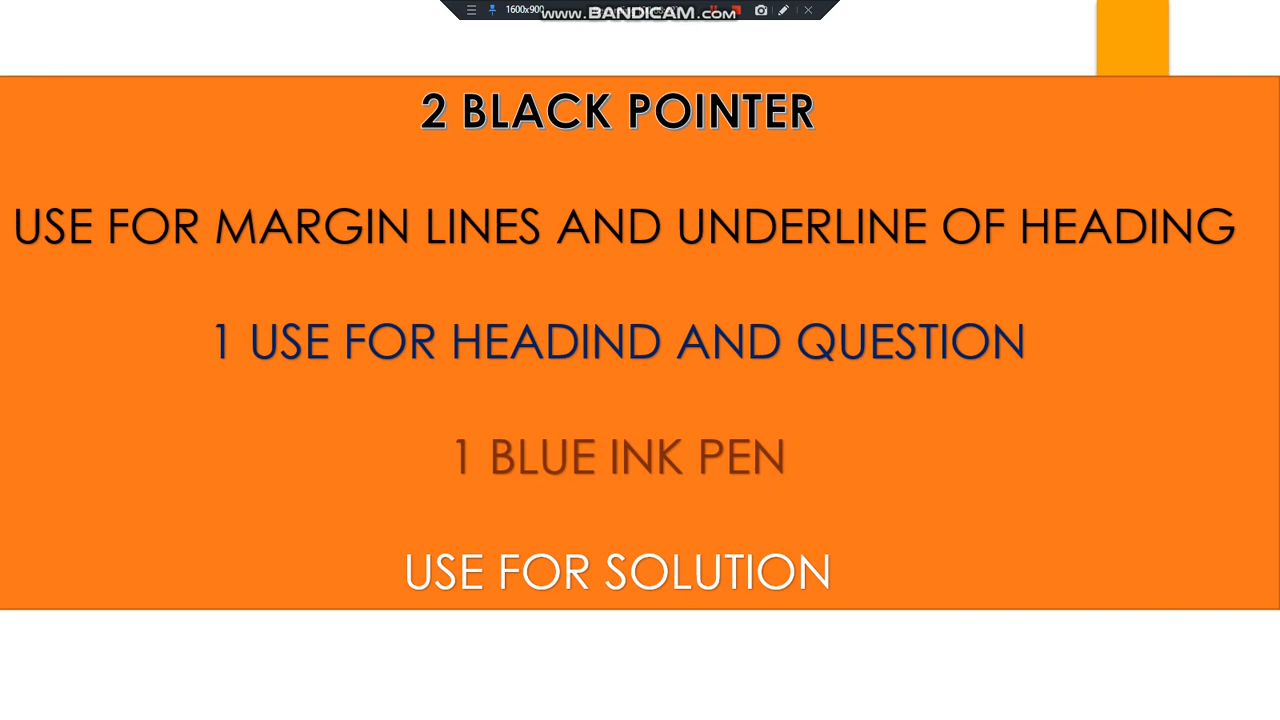 1600x900
www.BANDICAM.com
2 BLACK POINTER
USE FOR MARGIN LINES AND UNDERLINE OF HEADING
1 USE FOR HEADIND AND QUESTION
1 BLUE INK PEN
USE FOR SOLUTION